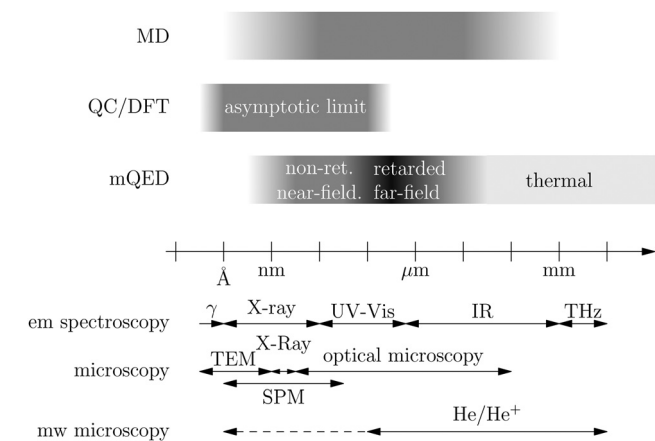 MD
QC/DFT
asymptotic limit
mQED
non-ret. retarded
near-field. far-field
thermal
Å nm μm mm
em spectroscopy γ X-ray UV-Vis IR THz
X-Ray
microscopy TEM optical microscopy
SPM
mw microscopy He/He⁺